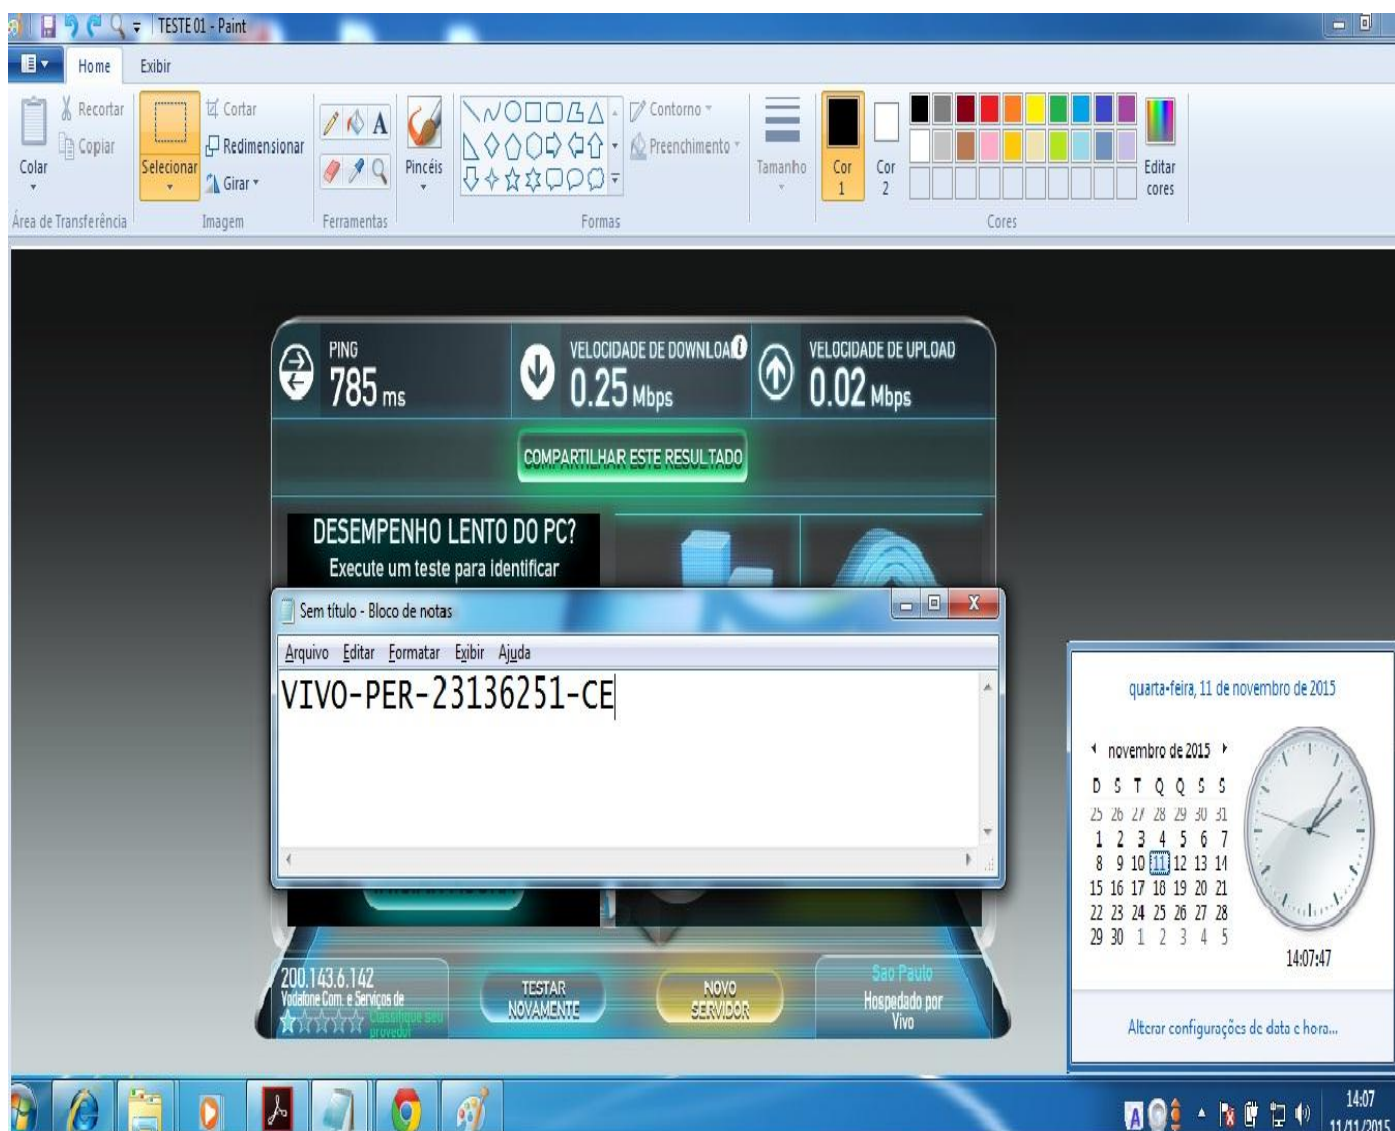 TESTE 01 - Paint
Home Exibir
Colar
Recortar
Copiar
Área de Transferência
Selecionar
Cortar
Redimensionar
Girar
Imagem
A
Ferramentas
Pincéis
Contorno
Preenchimento
Formas
Tamanho
Cor 1
Cor 2
Editar cores
Cores
PING
785 ms
VELOCIDADE DE DOWNLOAD
0.25 Mbps
VELOCIDADE DE UPLOAD
0.02 Mbps
COMPARTILHAR ESTE RESULTADO
DESEMPENHO LENTO DO PC?
Execute um teste para identificar
Sem título - Bloco de notas
Arquivo Editar Formatar Exibir Ajuda
VIVO-PER-23136251-CE
quarta-feira, 11 de novembro de 2015
novembro de 2015
D S T Q Q S S
25 26 27 28 29 30 31
1 2 3 4 5 6 7
8 9 10 11 12 13 14
15 16 17 18 19 20 21
22 23 24 25 26 27 28
29 30 1 2 3 4 5
14:07:47
Alterar configurações de data e hora...
200.143.6.142
Vodafone Com. e Serviços de
Classifique seu
provedor
TESTAR
NOVAMENTE
NOVO
SERVIDOR
Sao Paulo
Hospedado por
Vivo
A
14:07
11/11/2015